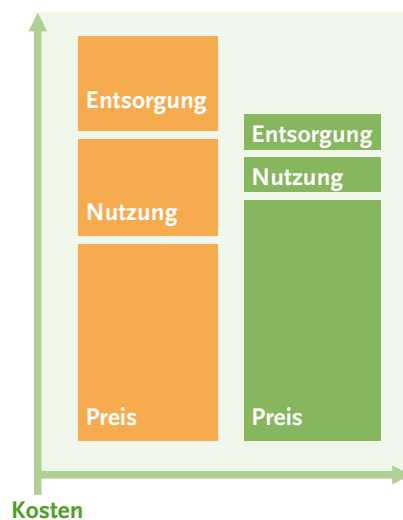 Entsorgung
Nutzung
Preis
Entsorgung
Nutzung
Preis
Kosten